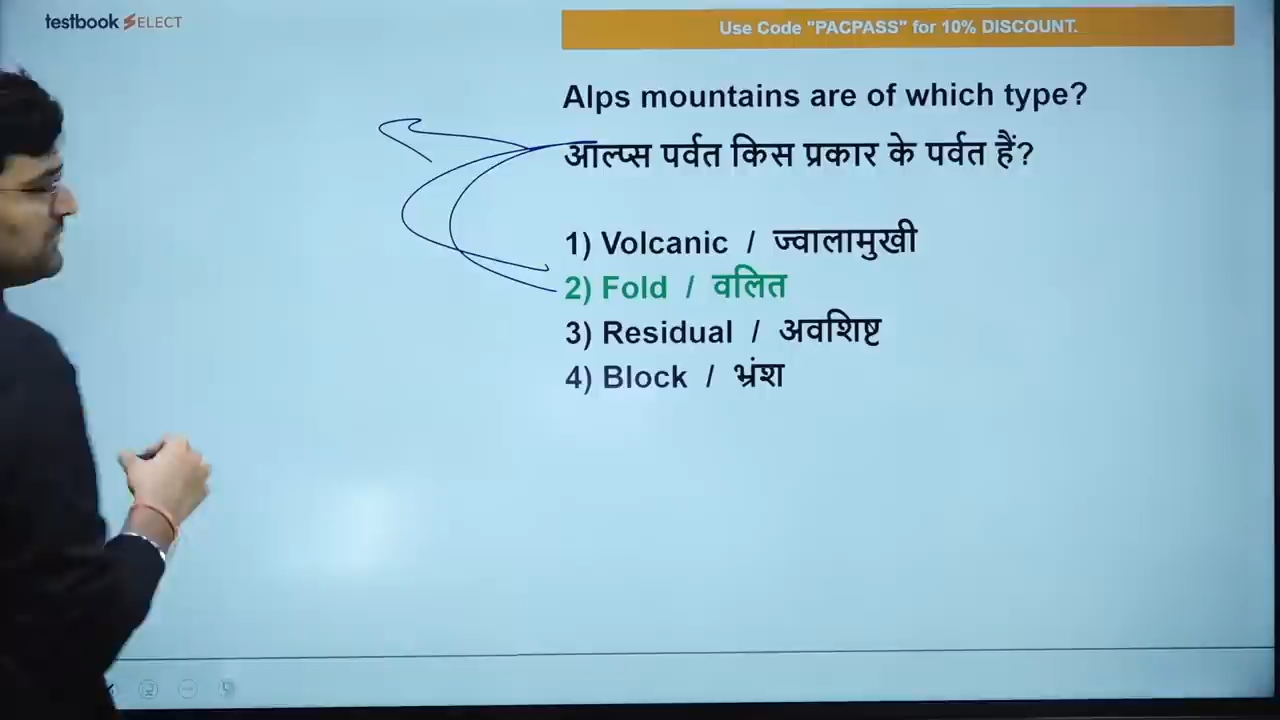 testbook SELECT
Use Code "PACPASS" for 10% DISCOUNT.
Alps mountains are of which type?
आल्प्स पर्वत किस प्रकार के पर्वत हैं?
1) Volcanic / ज्वालामुखी
2) Fold / वलित
3) Residual / अवशिष्ट
4) Block / भ्रंश